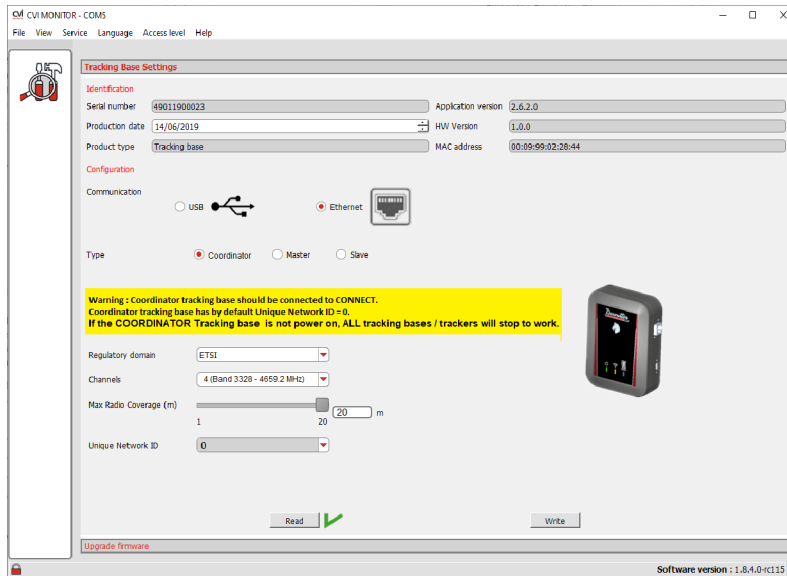 CVI MONITOR - COM5
File View Service Language Access level Help
Tracking Base Settings
Identification
Serial number 49011900023 Application version 2.6.2.0
Production date 14/06/2019 HW Version 1.0.0
Product type Tracking base MAC address 00:09:99:02:28:44
Configuration
Communication
USB Ethernet
Type Coordinator Master Slave
Warning : Coordinator tracking base should be connected to CONNECT.
Coordinator tracking base has by default Unique Network ID = 0.
If the COORDINATOR Tracking base is not power on, ALL tracking bases / trackers will stop to work.
Regulatory domain ETSI
Channels 4 (Band 3328 - 4659.2 MHz)
Max Radio Coverage (m) 20 m
1 20
Unique Network ID 0
Read Write
Upgrade firmware
Software version : 1.8.4.0-rc115